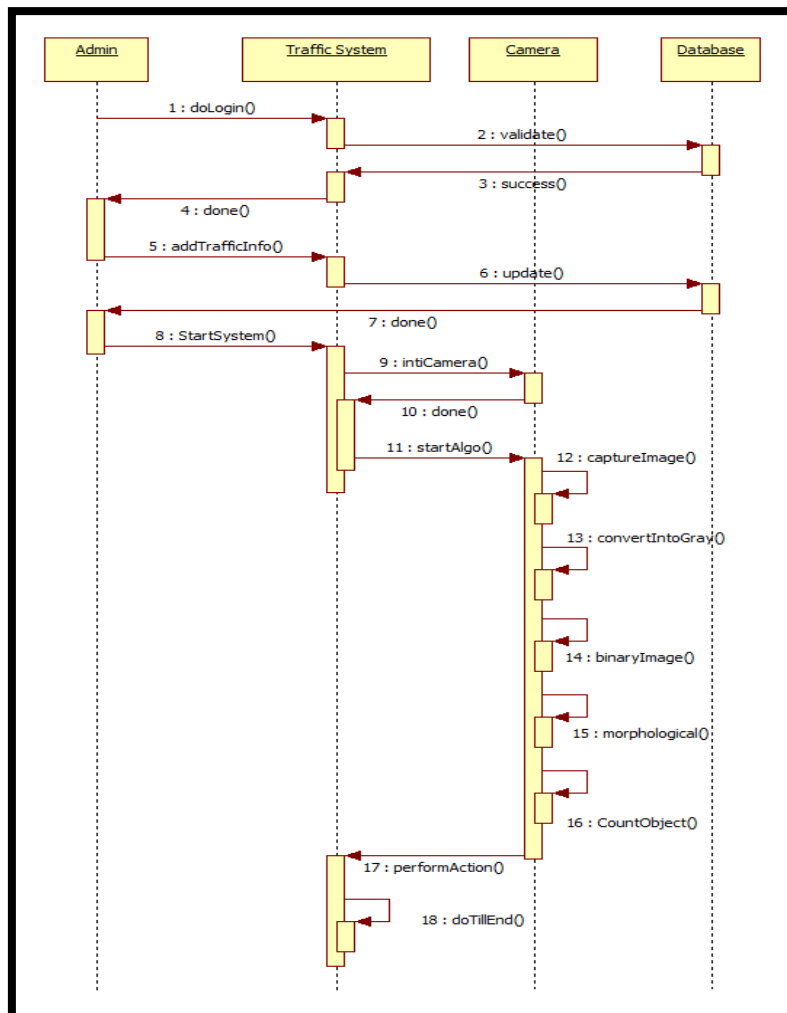 Admin
Traffic System
Camera
Database
1 : doLogin()
2 : validate()
3 : success()
4 : done()
5 : addTrafficInfo()
6 : update()
7 : done()
8 : StartSystem()
9 : intiCamera()
10 : done()
11 : startAlgo()
12 : captureImage()
13 : convertIntoGray()
14 : binaryImage()
15 : morphological()
16 : CountObject()
17 : performAction()
18 : doTillEnd()